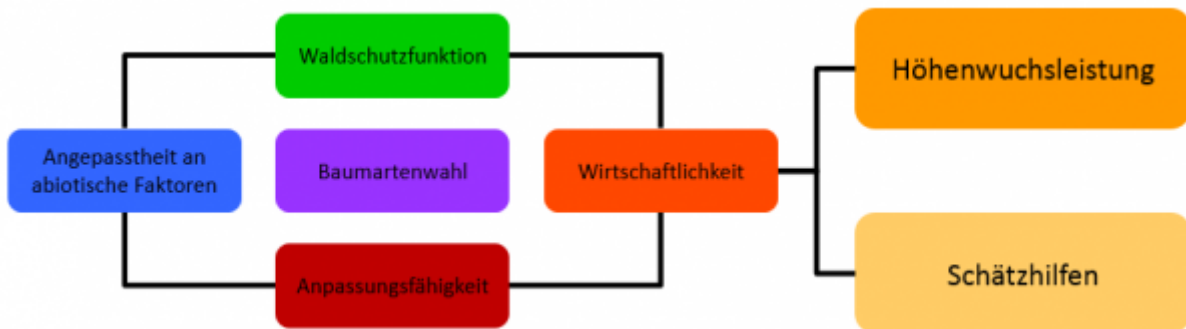 Waldschutzfunktion
Höhenwuchsleistung
Angepasstheit an
abiotische Faktoren
Baumartenwahl
Wirtschaftlichkeit
Anpassungsfähigkeit
Schätzhilfen